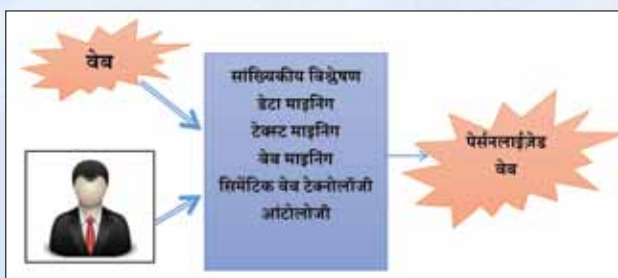 वेब
सांख्यिकीय विश्लेषण
डेटा माइनिंग
टेक्स्ट माइनिंग
वेब माइनिंग
सिमेंटिक वेब टेक्नोलॉजी
ऑटोलोजी
पेर्सनलाईज़ेड
वेब